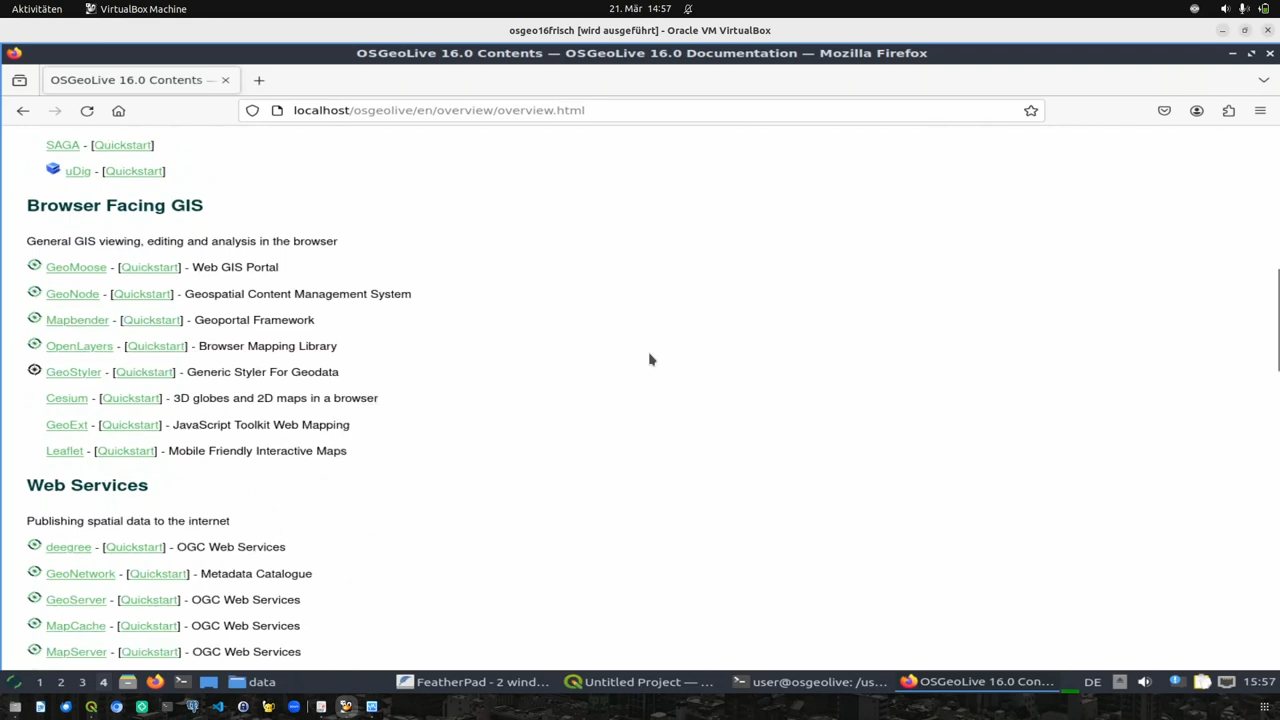 Aktivitäten
VirtualBox Machine
21. Mär 14:57
osgeo16frisch [wird ausgeführt] - Oracle VM VirtualBox
OSGeoLive 16.0 Contents — OSGeoLive 16.0 Documentation — Mozilla Firefox
OSGeoLive 16.0 Contents —
localhost/osgeolive/en/overview/overview.html
SAGA - [Quickstart]
uDig - [Quickstart]
Browser Facing GIS
General GIS viewing, editing and analysis in the browser
GeoMoose - [Quickstart] - Web GIS Portal
GeoNode - [Quickstart] - Geospatial Content Management System
Mapbender - [Quickstart] - Geoportal Framework
OpenLayers - [Quickstart] - Browser Mapping Library
GeoStyler - [Quickstart] - Generic Styler For Geodata
Cesium - [Quickstart] - 3D globes and 2D maps in a browser
GeoExt - [Quickstart] - JavaScript Toolkit Web Mapping
Leaflet - [Quickstart] - Mobile Friendly Interactive Maps
Web Services
Publishing spatial data to the internet
deegree - [Quickstart] - OGC Web Services
GeoNetwork - [Quickstart] - Metadata Catalogue
GeoServer - [Quickstart] - OGC Web Services
MapCache - [Quickstart] - OGC Web Services
MapServer - [Quickstart] - OGC Web Services
1 2 3 4 data FeatherPad - 2 wind... Untitled Project — ... user@osgeolive: /us... OSGeoLive 16.0 Con... DE 15:57